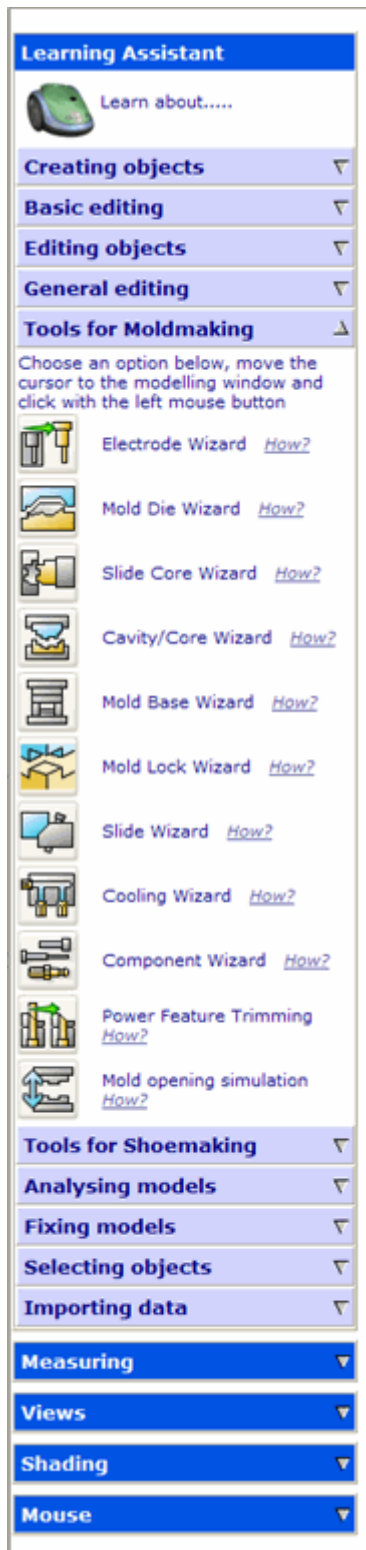 Learning Assistant
Learn about.....
Creating objects
Basic editing
Editing objects
General editing
Tools for Moldmaking
Choose an option below, move the
cursor to the modelling window and
click with the left mouse button
Electrode Wizard How?
Mold Die Wizard How?
Slide Core Wizard How?
Cavity/Core Wizard How?
Mold Base Wizard How?
Mold Lock Wizard How?
Slide Wizard How?
Cooling Wizard How?
Component Wizard How?
Power Feature Trimming
How?
Mold opening simulation
How?
Tools for Shoemaking
Analysing models
Fixing models
Selecting objects
Importing data
Measuring
Views
Shading
Mouse